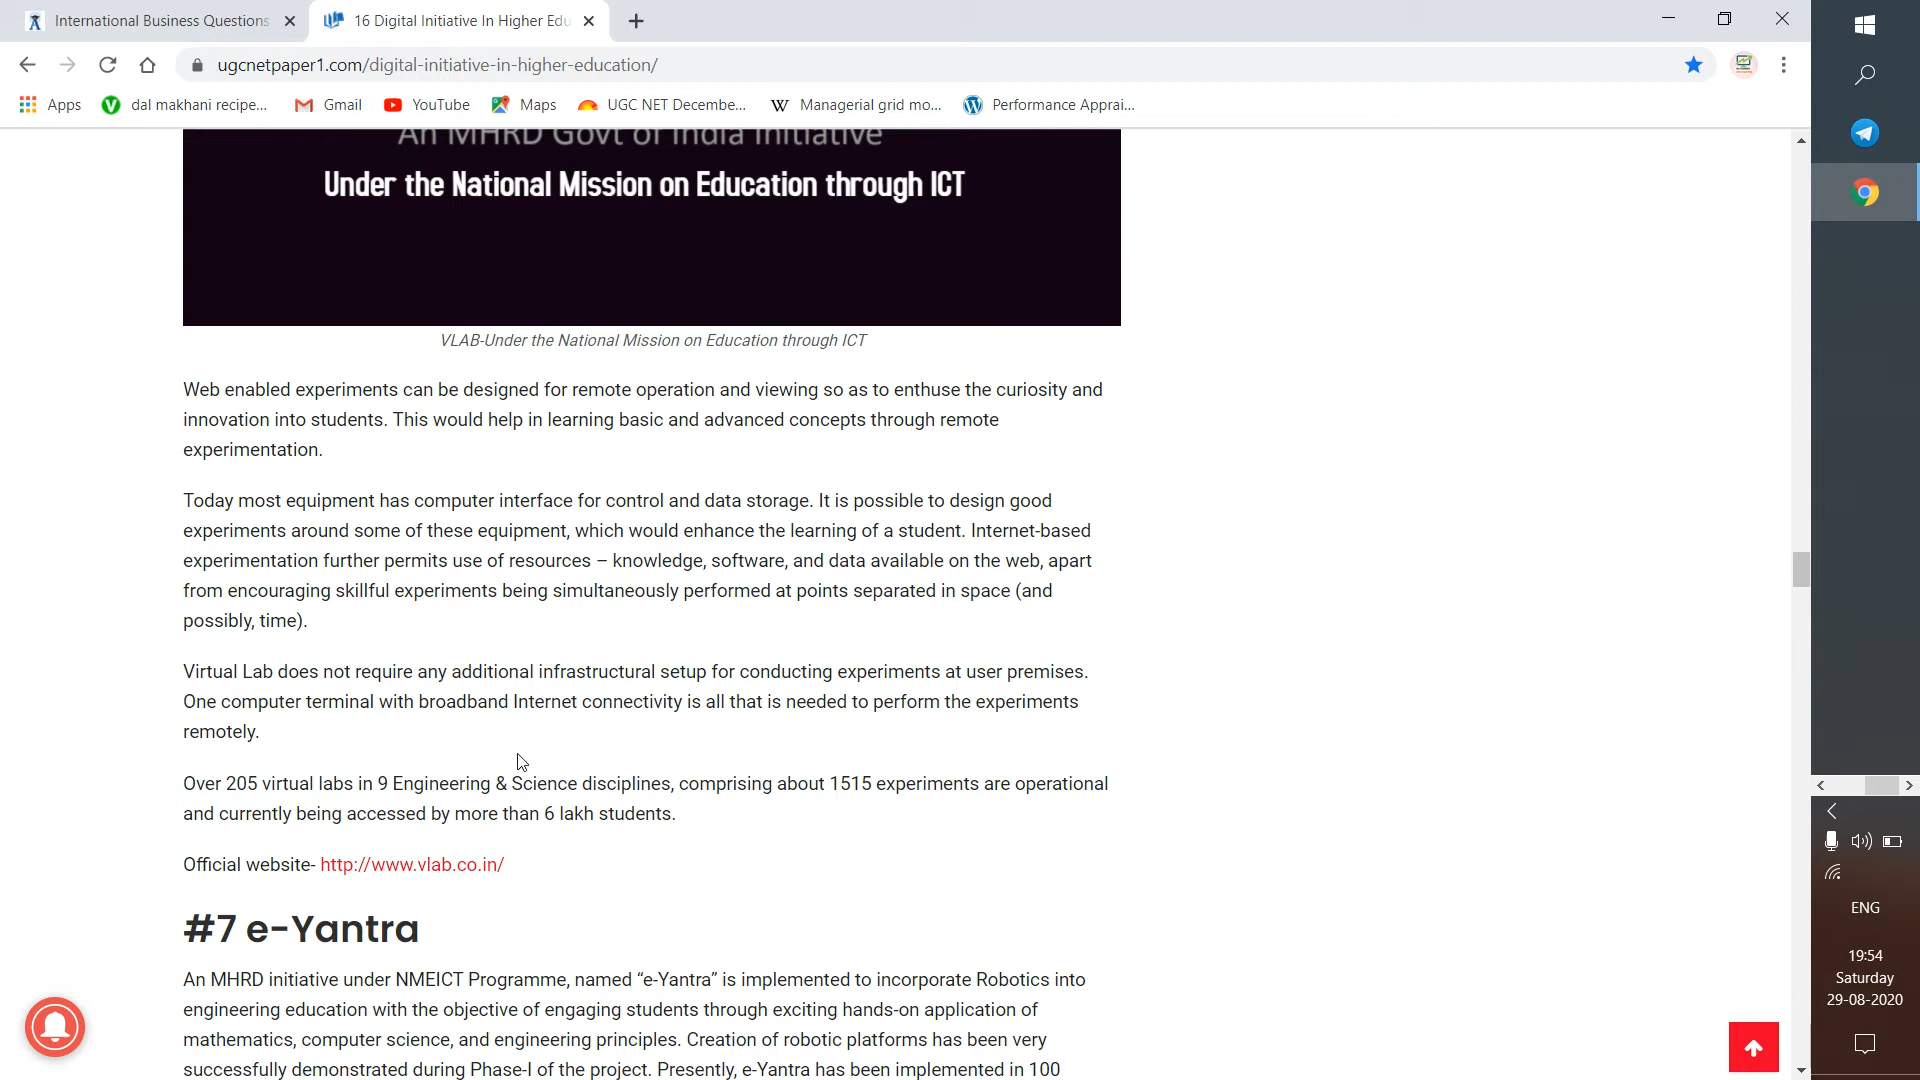 International Business Questions
16 Digital Initiative In Higher Edu
ugcnetpaper1.com/digital-initiative-in-higher-education/
Apps
dal makhani recipe...
Gmail
YouTube
Maps
UGC NET Decembe...
W Managerial grid mo...
Performance Apprai...
An MHRD Govt of India Initiative
Under the National Mission on Education through ICT
VLAB-Under the National Mission on Education through ICT
Web enabled experiments can be designed for remote operation and viewing so as to enthuse the curiosity and
innovation into students. This would help in learning basic and advanced concepts through remote
experimentation.
Today most equipment has computer interface for control and data storage. It is possible to design good
experiments around some of these equipment, which would enhance the learning of a student. Internet-based
experimentation further permits use of resources – knowledge, software, and data available on the web, apart
from encouraging skillful experiments being simultaneously performed at points separated in space (and
possibly, time).
Virtual Lab does not require any additional infrastructural setup for conducting experiments at user premises.
One computer terminal with broadband Internet connectivity is all that is needed to perform the experiments
remotely.
Over 205 virtual labs in 9 Engineering & Science disciplines, comprising about 1515 experiments are operational
and currently being accessed by more than 6 lakh students.
Official website- http://www.vlab.co.in/
#7 e-Yantra
An MHRD initiative under NMEICT Programme, named “e-Yantra” is implemented to incorporate Robotics into
engineering education with the objective of engaging students through exciting hands-on application of
mathematics, computer science, and engineering principles. Creation of robotic platforms has been very
successfully demonstrated during Phase-I of the project. Presently, e-Yantra has been implemented in 100
ENG
19:54
Saturday
29-08-2020